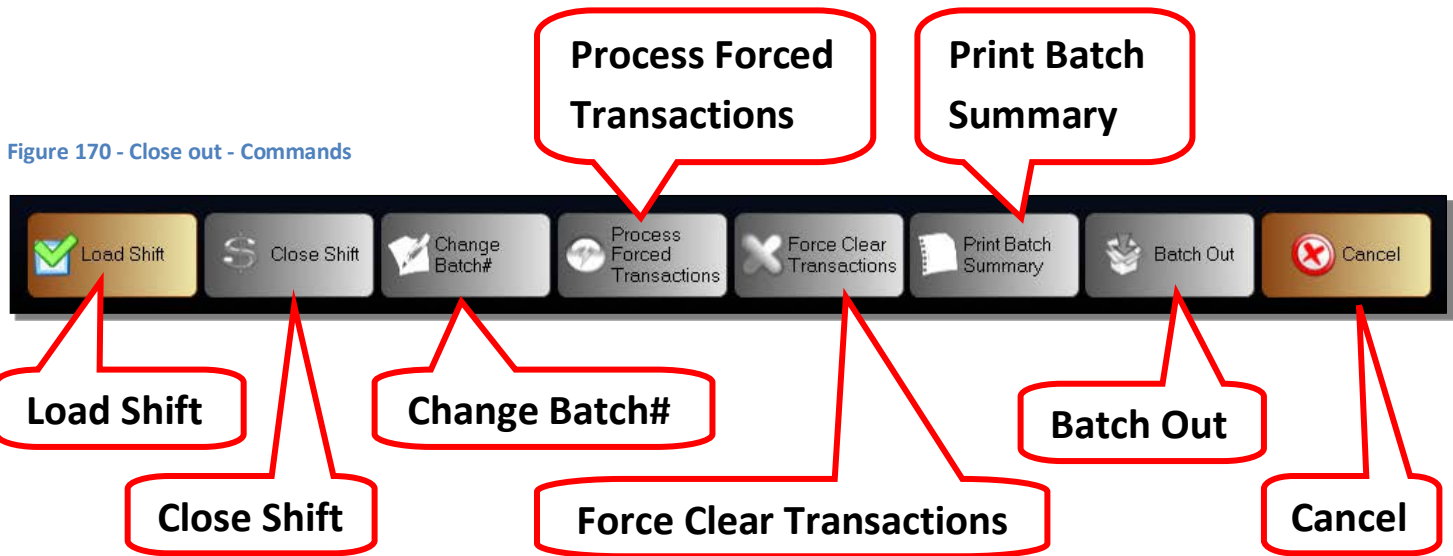 Process Forced
Transactions
Print Batch
Summary
Figure 170 - Close out - Commands
Load Shift
Close Shift
Change
Batch#
Process
Forced
Transactions
Force Clear
Transactions
Print Batch
Summary
Batch Out
Cancel
Load Shift
Change Batch#
Batch Out
Close Shift
Force Clear Transactions
Cancel